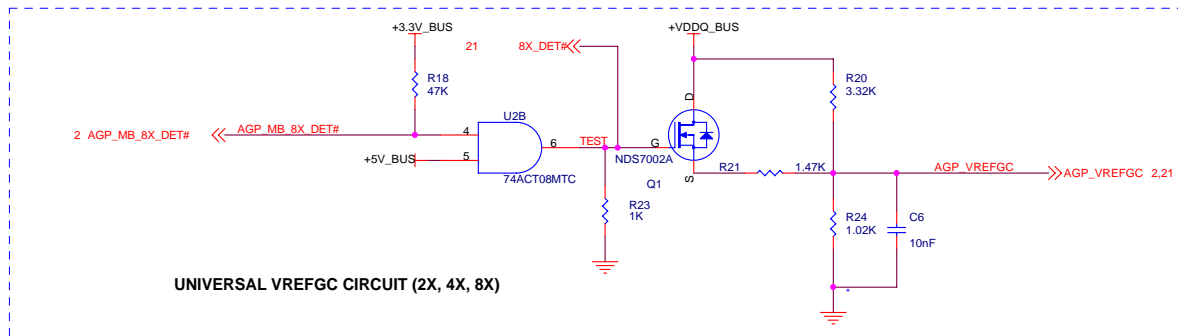 +3.3V_BUS
21 8X_DET#
+VDDQ_BUS
R18
47K
R20
3.32K
D
U2B
2 AGP_MB_8X_DET#
AGP_MB_8X_DET#
4
5
6
TEST
G
+5V_BUS
NDS7002A
74ACT08MTC
Q1
S
R21
1.47K
AGP_VREFGC
AGP_VREFGC 2,21
R23
1K
R24
1.02K
C6
10nF
UNIVERSAL VREFGC CIRCUIT (2X, 4X, 8X)
*